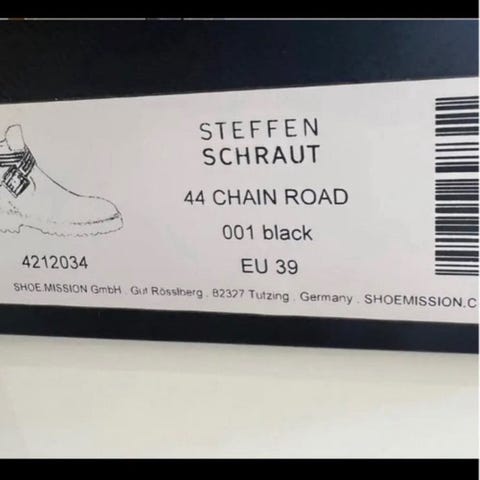 STEFFEN
SCHRAUT
44 CHAIN ROAD
001 black
4212034
EU 39
SHOE.MISSION GmbH . Gut Rösslberg . 82327 Tutzing . Germany . SHOEMISSION.C